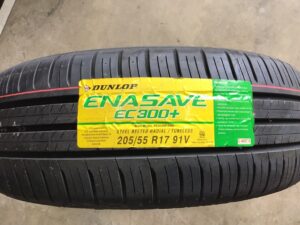 DUNLOP
ENASAVE
EC300+
STEEL BELTED RADIAL / TUBELESS
205/55 R17 91V